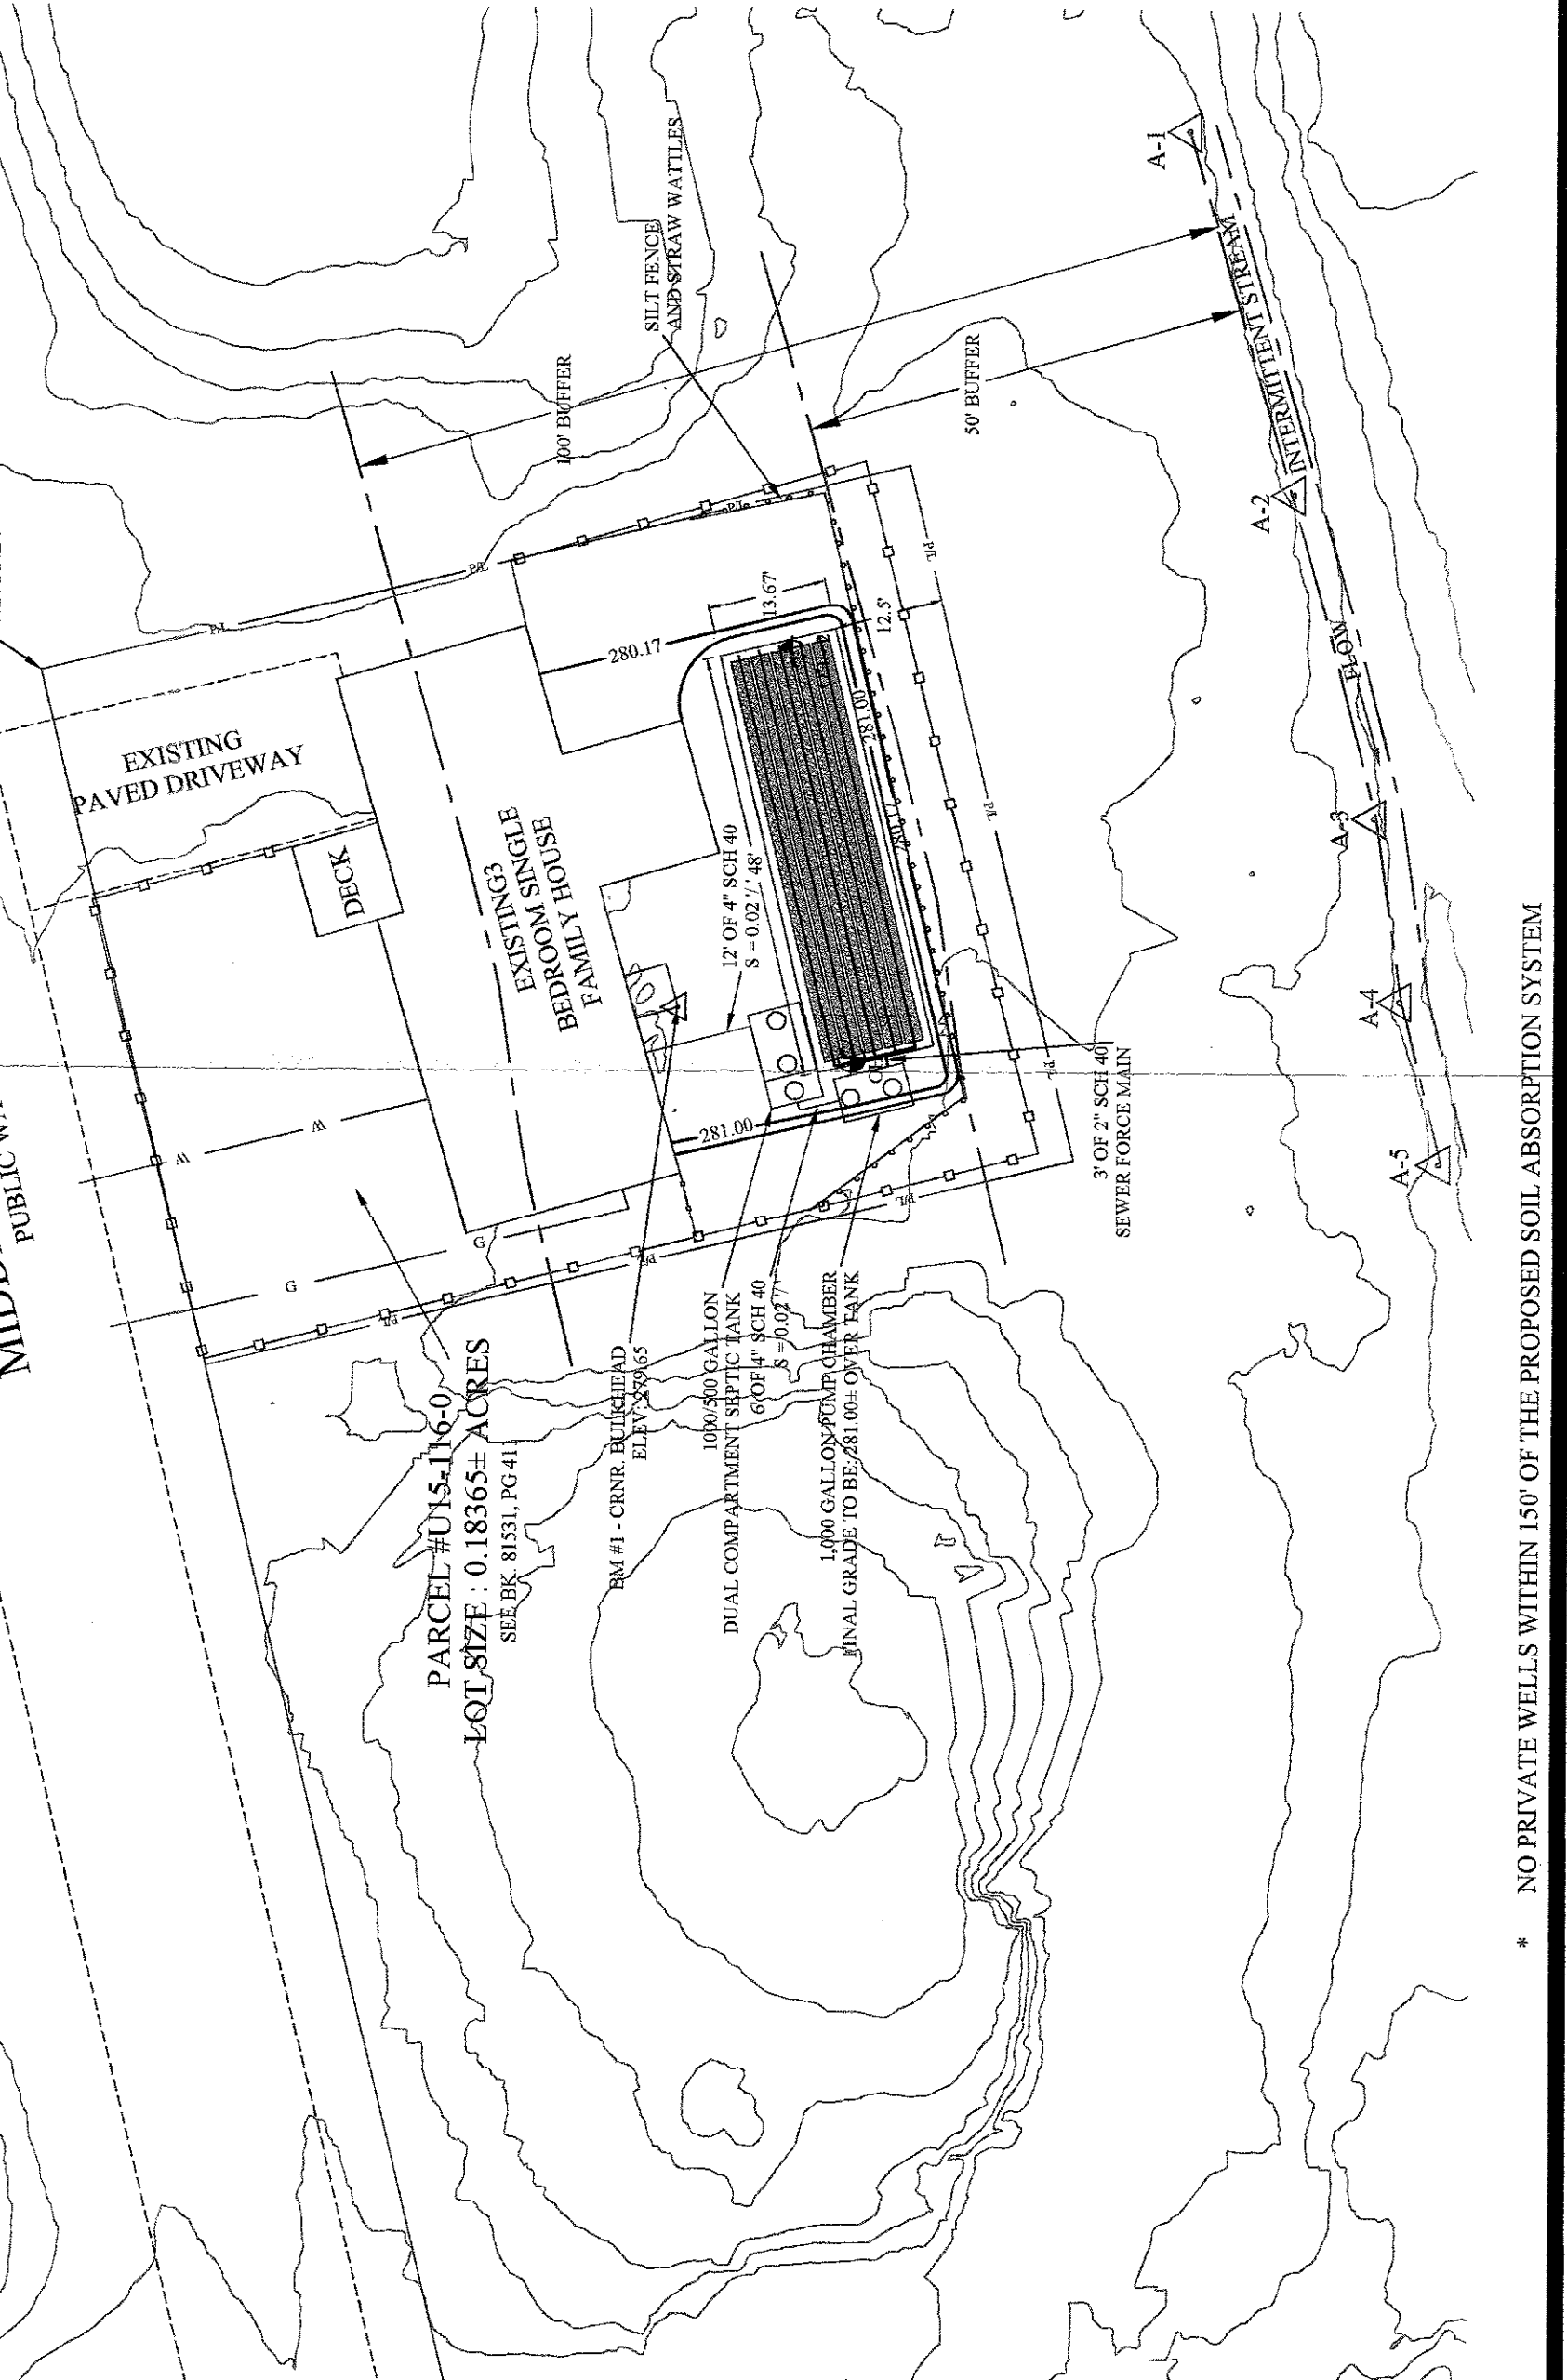 PUBLIC WA
EXISTING
PAVED DRIVEWAY
DECK
EXISTING3
BEDROOM SINGLE
FAMILY HOUSE
P/L
P/L
P/L
P/L
P/L
P/L
P/L
P/L
P/L
W
W
G
G
280.17
13.67'
12.5'
281.00
280.17
281.00
48'
12' OF 4" SCH 40
S = 0.02 '/'
SILT FENCE
AND STRAW WATTLES
100' BUFFER
50' BUFFER
A-1
A-2
A-3
A-4
A-5
INTERMITTENT STREAM
FLOW
3' OF 2" SCH 40
SEWER FORCE MAIN
PARCEL #U15-116-0
LOT SIZE : 0.18365± ACRES
SEE BK. 81531, PG 411
BM #1 - CRNR. BULKHEAD
ELEV: 279.65
1000/500 GALLON
DUAL COMPARTMENT SEPTIC TANK
6' OF 4" SCH 40
S = 0.02 '/'
1,000 GALLON PUMP CHAMBER
FINAL GRADE TO BE: 281.00± OVER TANK
* NO PRIVATE WELLS WITHIN 150' OF THE PROPOSED SOIL ABSORPTION SYSTEM